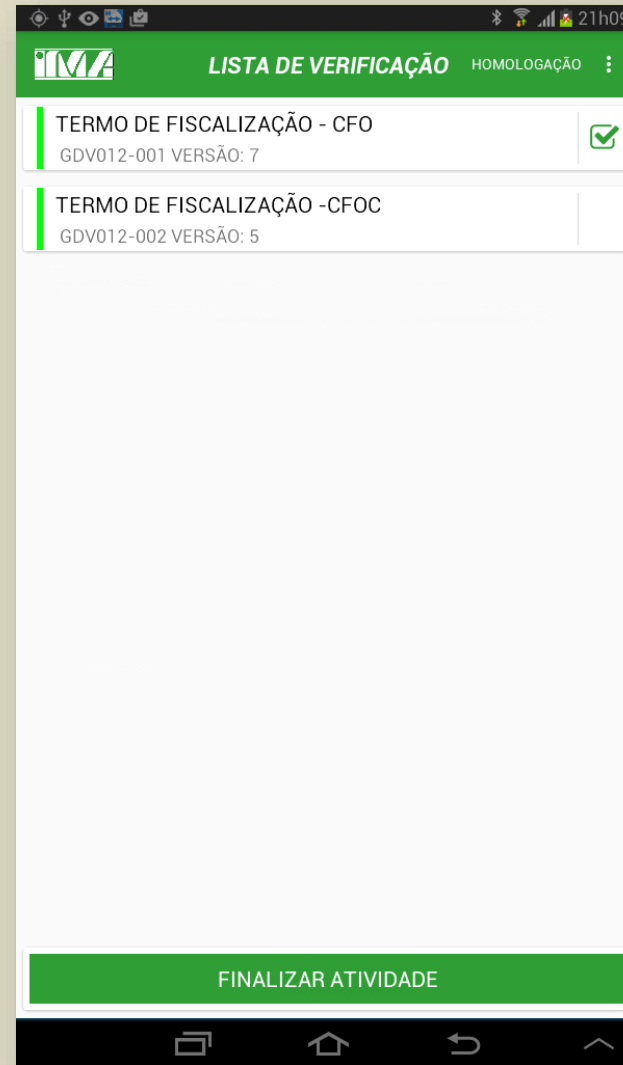 21h09
IMA
LISTA DE VERIFICAÇÃO
HOMOLOGAÇÃO
TERMO DE FISCALIZAÇÃO - CFO
GDV012-001 VERSÃO: 7
TERMO DE FISCALIZAÇÃO -CFOC
GDV012-002 VERSÃO: 5
FINALIZAR ATIVIDADE